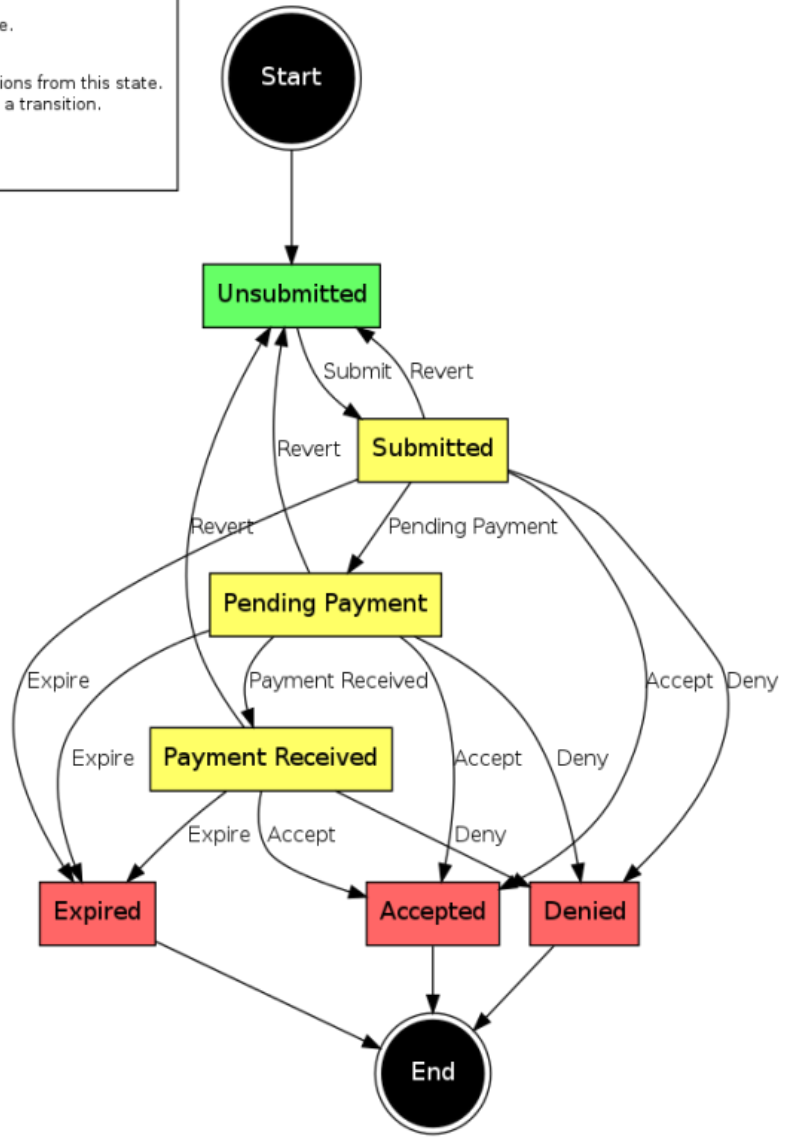 e.
Start
ions from this state.
a transition.
Unsubmitted
Submit
Revert
Submitted
Revert
Revert
Pending Payment
Pending Payment
Expire
Payment Received
Accept
Deny
Payment Received
Expire
Accept
Deny
Expire
Accept
Deny
Expired
Accepted
Denied
End